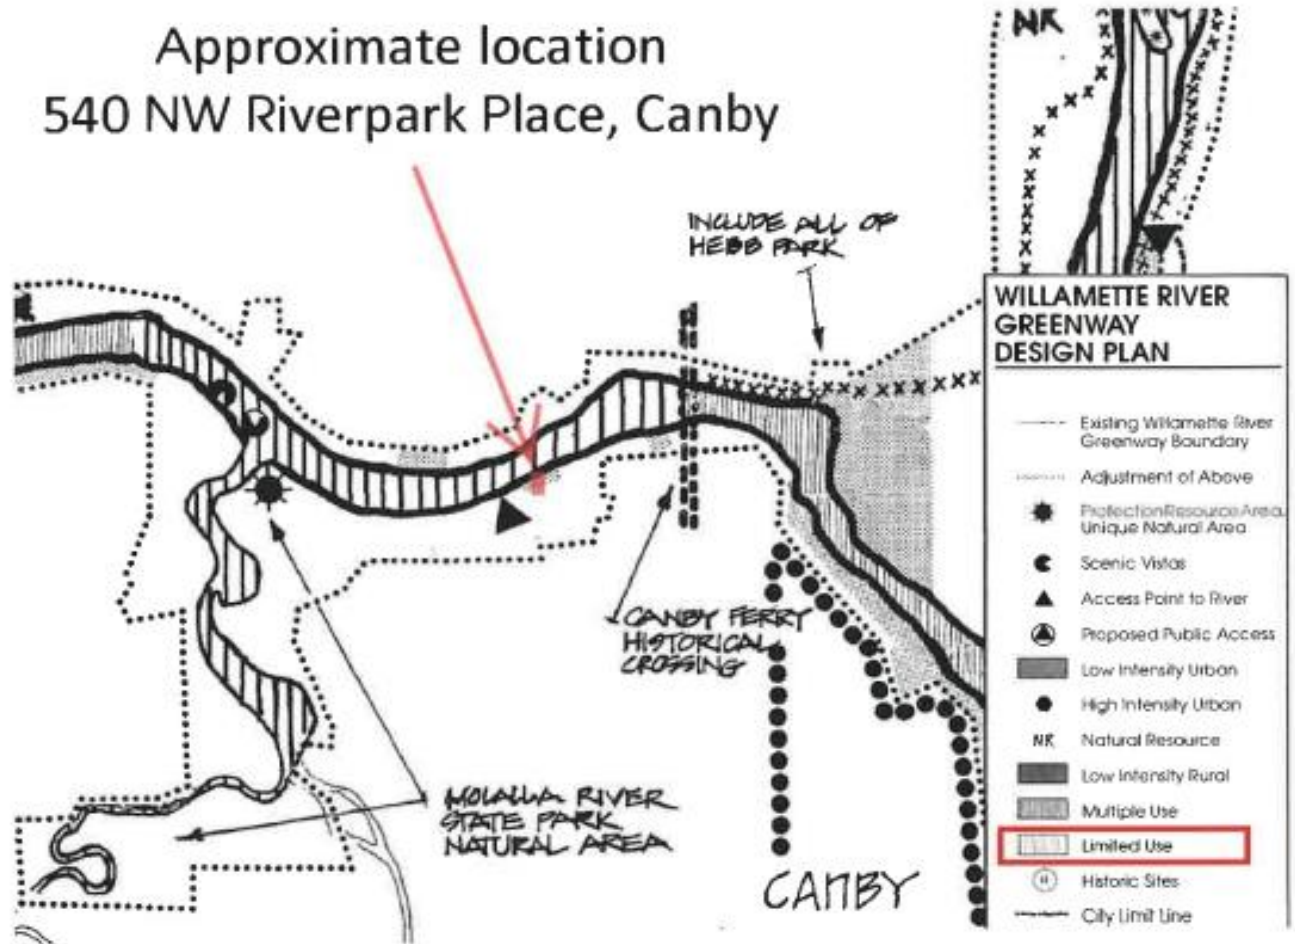 Approximate location
540 NW Riverpark Place, Canby
NR
INCLUDE ALL OF
HEBB PARK
CANBY FERRY
HISTORICAL
CROSSING
MOLALLA RIVER
STATE PARK
NATURAL AREA
CANBY
WILLAMETTE RIVER
GREENWAY
DESIGN PLAN
Existing Willamette River
Greenway Boundary
Adjustment of Above
Protection Resource Area,
Unique Natural Area
Scenic Vistas
Access Point to River
Proposed Public Access
Low Intensity Urban
High Intensity Urban
NR Natural Resource
Low Intensity Rural
Multiple Use
Limited Use
H Historic Sites
City Limit Line